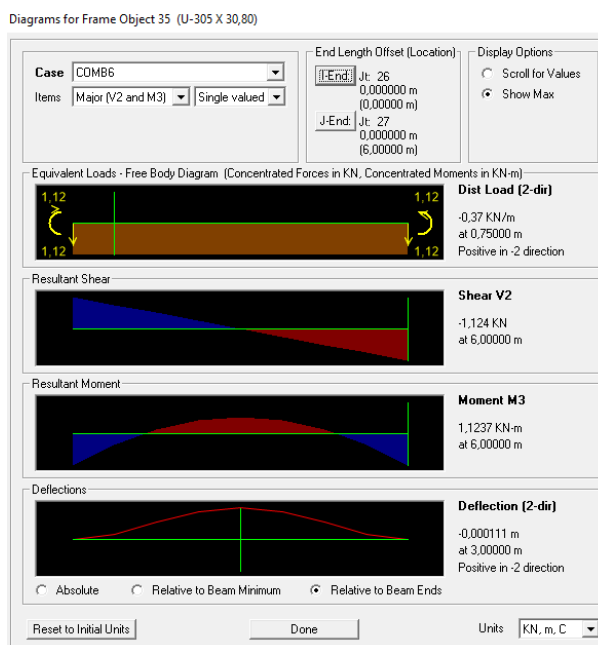 Diagrams for Frame Object 35 (U-305 X 30,80)
Case COMB6
Items Major (V2 and M3) Single valued
End Length Offset (Location)
I-End: Jt: 26
0,000000 m
(0,00000 m)
J-End: Jt: 27
0,000000 m
(6,00000 m)
Display Options
Scroll for Values
Show Max
Equivalent Loads - Free Body Diagram (Concentrated Forces in KN, Concentrated Moments in KN-m)
1,12 1,12
1,12 1,12
Dist Load (2-dir)
-0,37 KN/m
at 0,75000 m
Positive in -2 direction
Resultant Shear
Shear V2
-1,124 KN
at 6,00000 m
Resultant Moment
Moment M3
1,1237 KN-m
at 6,00000 m
Deflections
Deflection (2-dir)
-0,000111 m
at 3,00000 m
Positive in -2 direction
Absolute Relative to Beam Minimum Relative to Beam Ends
Reset to Initial Units Done Units KN, m, C